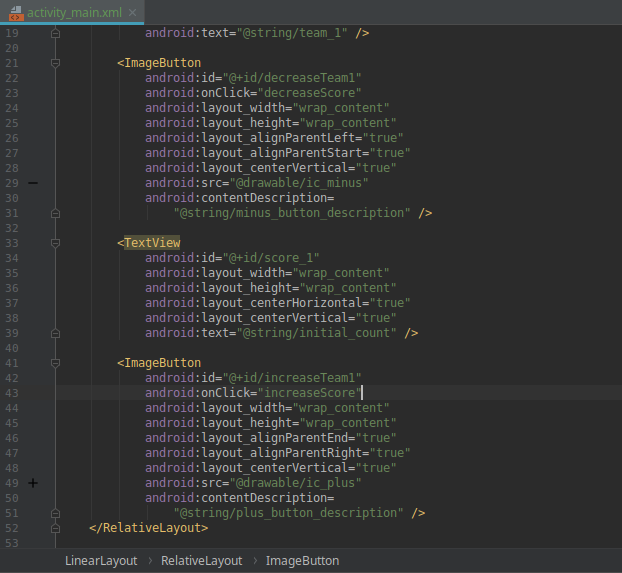 activity_main.xml ×
19 android:text="@string/team_1" />
20
21 <ImageButton
22 android:id="@+id/decreaseTeam1"
23 android:onClick="decreaseScore"
24 android:layout_width="wrap_content"
25 android:layout_height="wrap_content"
26 android:layout_alignParentLeft="true"
27 android:layout_alignParentStart="true"
28 android:layout_centerVertical="true"
29 android:src="@drawable/ic_minus"
30 android:contentDescription=
31 "@string/minus_button_description" />
32
33 <TextView
34 android:id="@+id/score_1"
35 android:layout_width="wrap_content"
36 android:layout_height="wrap_content"
37 android:layout_centerHorizontal="true"
38 android:layout_centerVertical="true"
39 android:text="@string/initial_count" />
40
41 <ImageButton
42 android:id="@+id/increaseTeam1"
43 android:onClick="increaseScore"
44 android:layout_width="wrap_content"
45 android:layout_height="wrap_content"
46 android:layout_alignParentEnd="true"
47 android:layout_alignParentRight="true"
48 android:layout_centerVertical="true"
49 android:src="@drawable/ic_plus"
50 android:contentDescription=
51 "@string/plus_button_description" />
52 </RelativeLayout>
53
LinearLayout › RelativeLayout › ImageButton